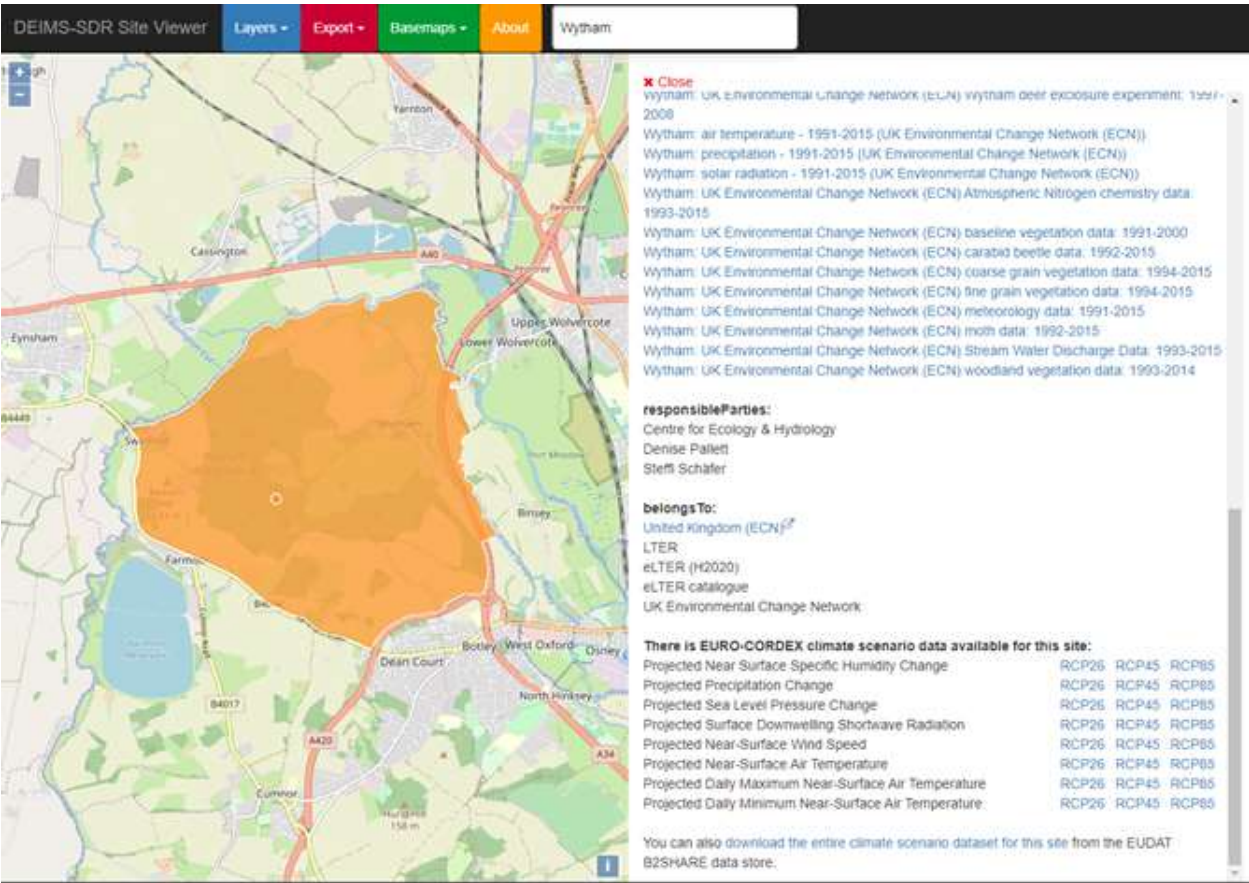 DEIMS-SDR Site Viewer
Layers
Export
Basemaps
About
Wytham
+
−
Yarnton
Cassington
A40
Eynsham
Upper Wolvercote
Lower Wolvercote
B4449
Port Meadow
Binsey
Farmoor
Botley
West Oxford
Osney
Dean Court
North Hinksey
B4017
A420
A34
Cumnor
Hurst Hill
158 m
i
✖ Close
Wytham: UK Environmental Change Network (ECN) Wytham deer exclosure experiment: 1997-
2008
Wytham: air temperature - 1991-2015 (UK Environmental Change Network (ECN))
Wytham: precipitation - 1991-2015 (UK Environmental Change Network (ECN))
Wytham: solar radiation - 1991-2015 (UK Environmental Change Network (ECN))
Wytham: UK Environmental Change Network (ECN) Atmospheric Nitrogen chemistry data:
1993-2015
Wytham: UK Environmental Change Network (ECN) baseline vegetation data: 1991-2000
Wytham: UK Environmental Change Network (ECN) carabid beetle data: 1992-2015
Wytham: UK Environmental Change Network (ECN) coarse grain vegetation data: 1994-2015
Wytham: UK Environmental Change Network (ECN) fine grain vegetation data: 1994-2015
Wytham: UK Environmental Change Network (ECN) meteorology data: 1991-2015
Wytham: UK Environmental Change Network (ECN) moth data: 1992-2015
Wytham: UK Environmental Change Network (ECN) Stream Water Discharge Data: 1993-2015
Wytham: UK Environmental Change Network (ECN) woodland vegetation data: 1993-2014
responsibleParties:
Centre for Ecology & Hydrology
Denise Pallett
Steffi Schäfer
belongsTo:
United Kingdom (ECN)
LTER
eLTER (H2020)
eLTER catalogue
UK Environmental Change Network
There is EURO-CORDEX climate scenario data available for this site:
Projected Near Surface Specific Humidity Change RCP26 RCP45 RCP85
Projected Precipitation Change RCP26 RCP45 RCP85
Projected Sea Level Pressure Change RCP26 RCP45 RCP85
Projected Surface Downwelling Shortwave Radiation RCP26 RCP45 RCP85
Projected Near-Surface Wind Speed RCP26 RCP45 RCP85
Projected Near-Surface Air Temperature RCP26 RCP45 RCP85
Projected Daily Maximum Near-Surface Air Temperature RCP26 RCP45 RCP85
Projected Daily Minimum Near-Surface Air Temperature RCP26 RCP45 RCP85
You can also download the entire climate scenario dataset for this site from the EUDAT
B2SHARE data store.